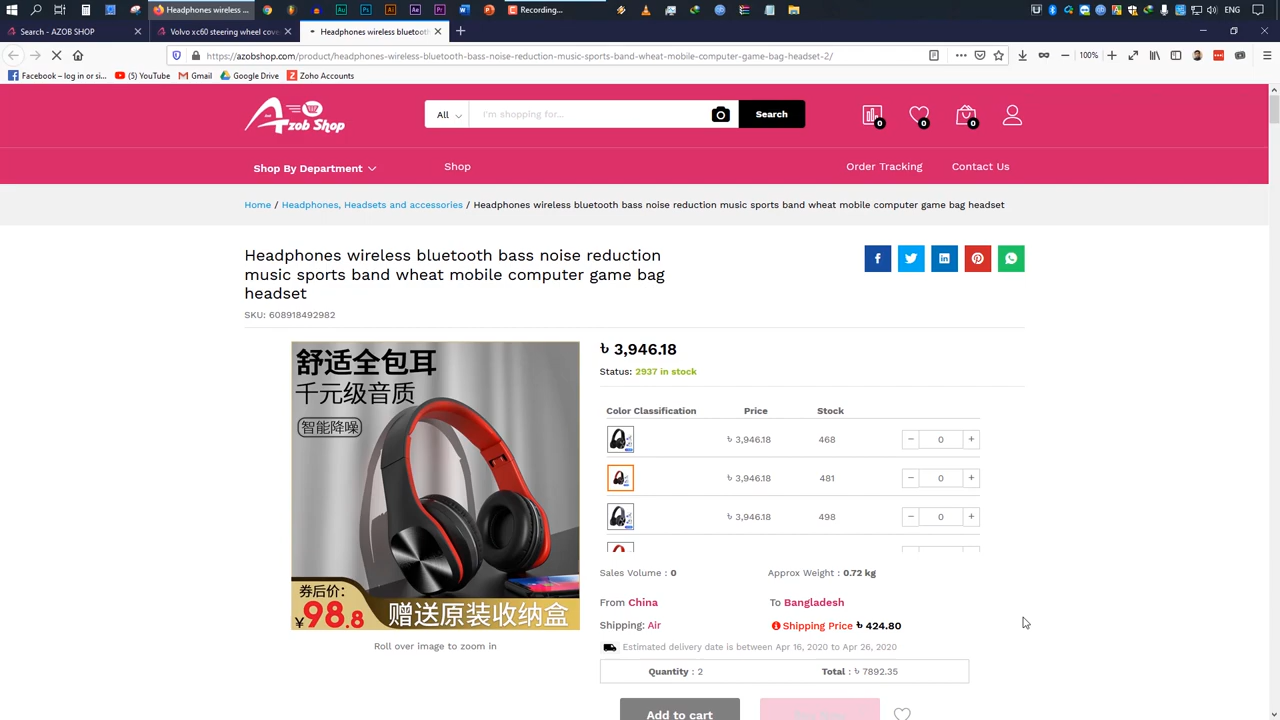 Headphones wireless
Recording...
ENG
Search - AZOB SHOP
Volvo xc60 steering wheel cove
Headphones wireless bluetooth
https://azobshop.com/product/headphones-wireless-bluetooth-bass-noise-reduction-music-sports-band-wheat-mobile-computer-game-bag-headset-2/
100%
Facebook – log in or si...
(5) YouTube
Gmail
Google Drive
Zoho Accounts
Azob Shop
All
I'm shopping for...
Search
0
0
0
Shop By Department
Shop
Order Tracking
Contact Us
Home / Headphones, Headsets and accessories / Headphones wireless bluetooth bass noise reduction music sports band wheat mobile computer game bag headset
Headphones wireless bluetooth bass noise reduction
music sports band wheat mobile computer game bag
headset
SKU: 608918492982
舒适全包耳
千元级音质
智能降噪
券后价:
¥98.8
赠送原装收纳盒
Roll over image to zoom in
৳ 3,946.18
Status: 2937 in stock
Color Classification Price Stock
৳ 3,946.18 468 − 0 +
৳ 3,946.18 481 − 0 +
৳ 3,946.18 498 − 0 +
Sales Volume : 0 Approx Weight : 0.72 kg
From China To Bangladesh
Shipping: Air Shipping Price ৳ 424.80
Estimated delivery date is between Apr 16, 2020 to Apr 26, 2020
Quantity : 2 Total : ৳ 7892.35
Add to cart